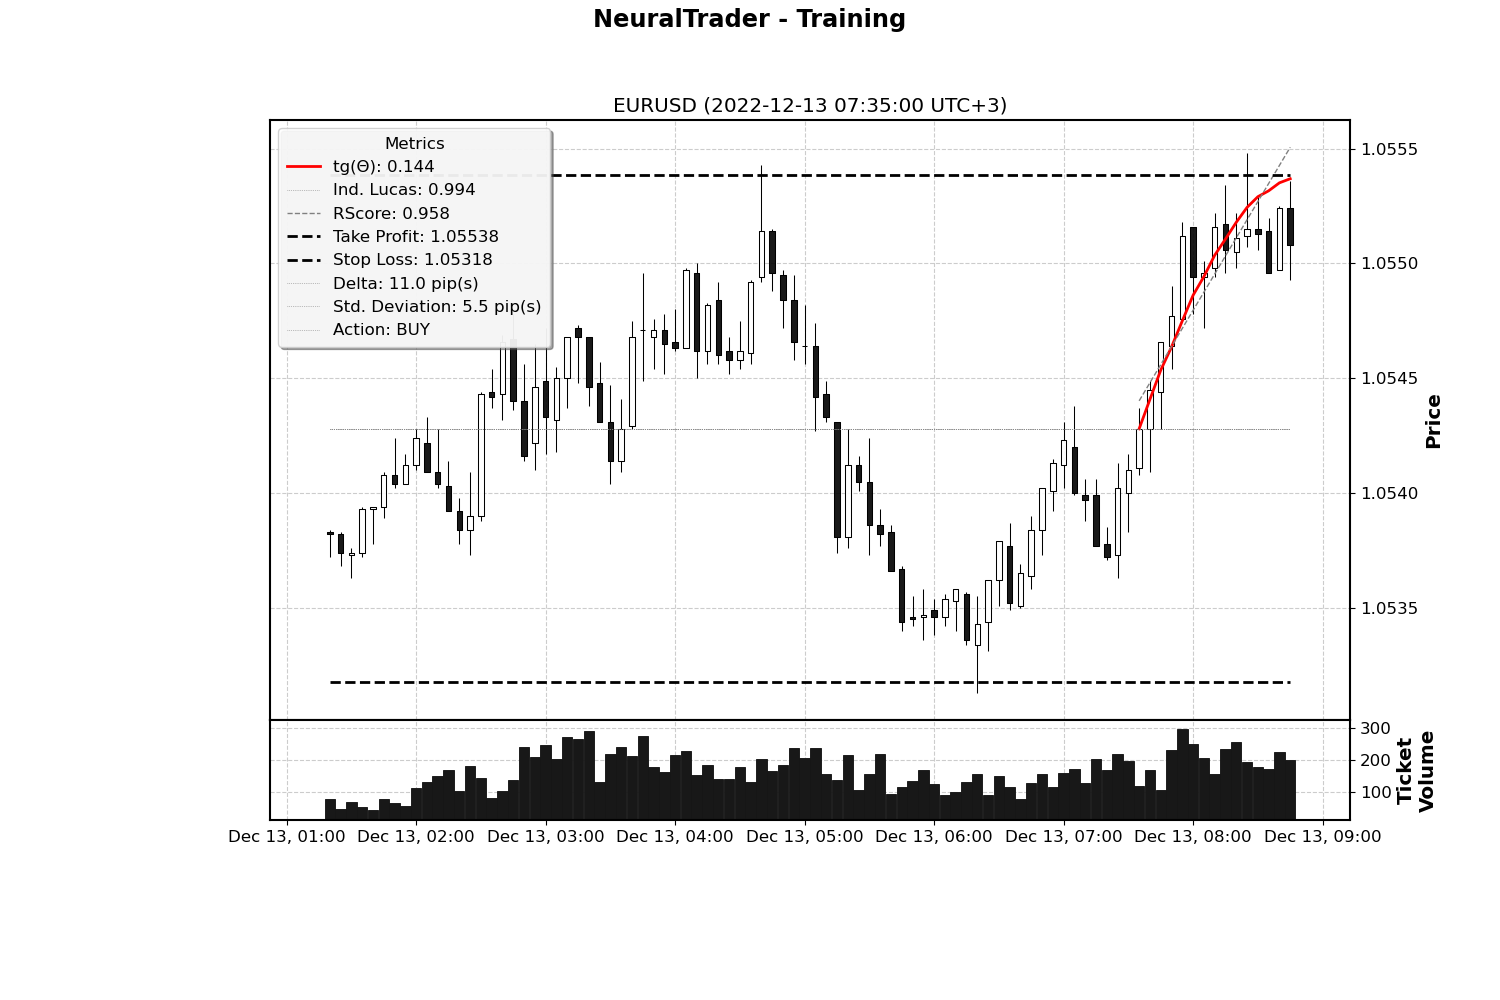 NeuralTrader - Training
EURUSD (2022-12-13 07:35:00 UTC+3)
Metrics
tg(Θ): 0.144
Ind. Lucas: 0.994
RScore: 0.958
Take Profit: 1.05538
Stop Loss: 1.05318
Delta: 11.0 pip(s)
Std. Deviation: 5.5 pip(s)
Action: BUY
1.0555
1.0550
1.0545
1.0540
1.0535
Price
300
200
100
Ticket
Volume
Dec 13, 01:00 Dec 13, 02:00 Dec 13, 03:00 Dec 13, 04:00 Dec 13, 05:00 Dec 13, 06:00 Dec 13, 07:00 Dec 13, 08:00 Dec 13, 09:00